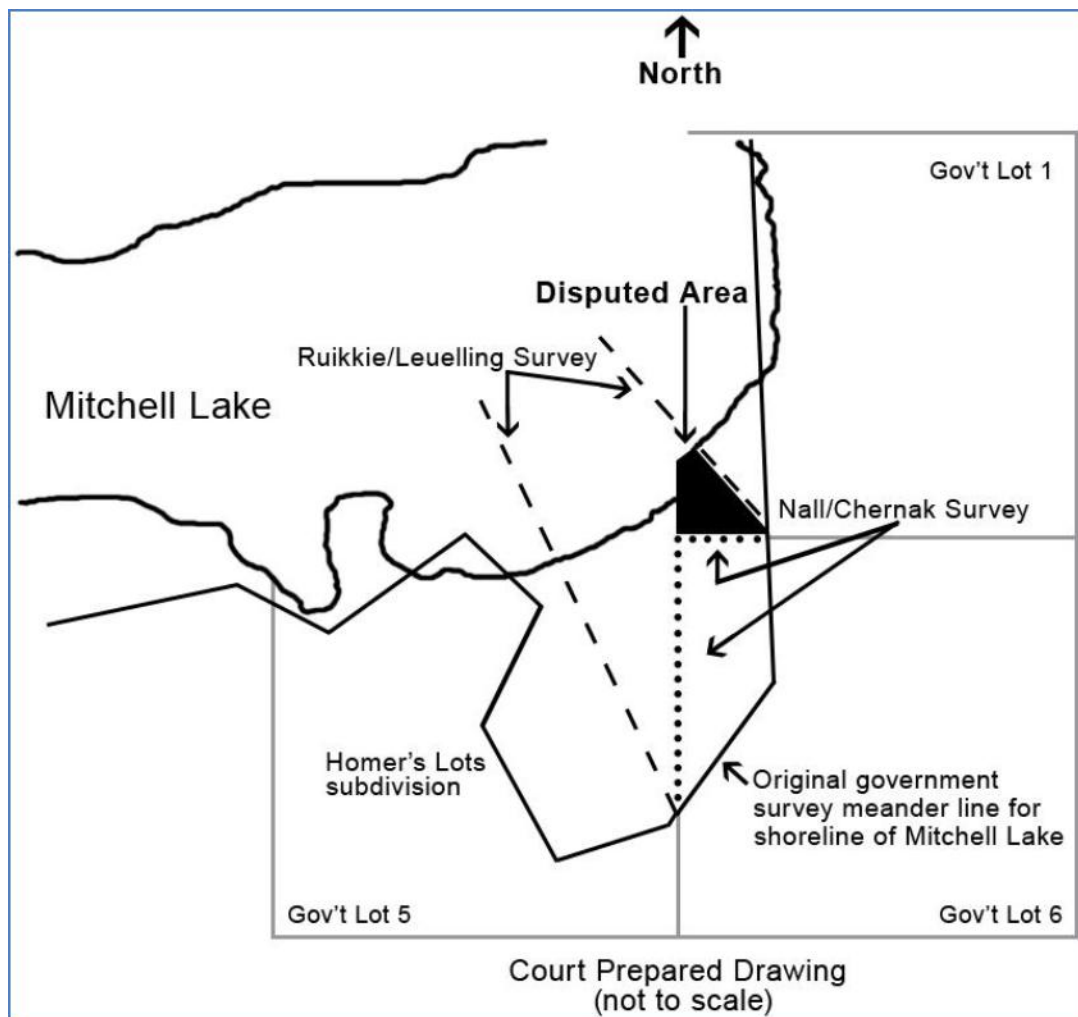 North
Gov't Lot 1
Disputed Area
Ruikkie/Leuelling Survey
Mitchell Lake
Nall/Chernak Survey
Homer's Lots
subdivision
Original government
survey meander line for
shoreline of Mitchell Lake
Gov't Lot 5
Gov't Lot 6
Court Prepared Drawing
(not to scale)